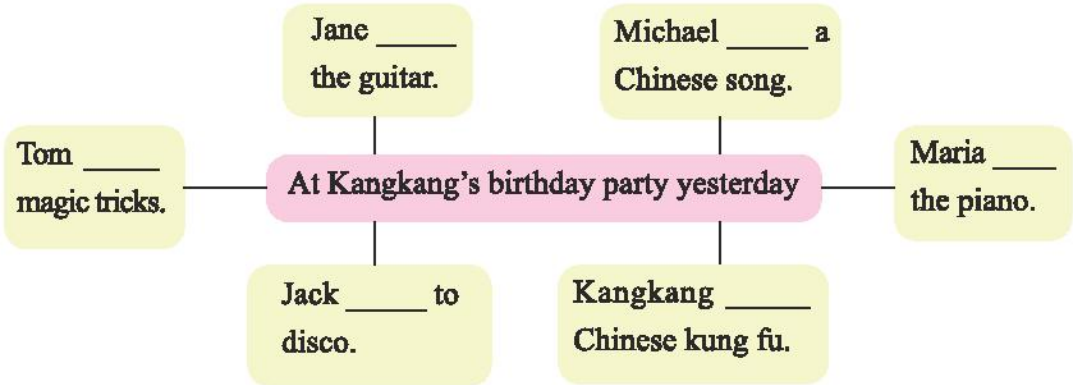 Jane _____
the guitar.
Michael _____ a
Chinese song.
Tom _____
magic tricks.
At Kangkang's birthday party yesterday
Maria _____
the piano.
Jack _____ to
disco.
Kangkang _____
Chinese kung fu.